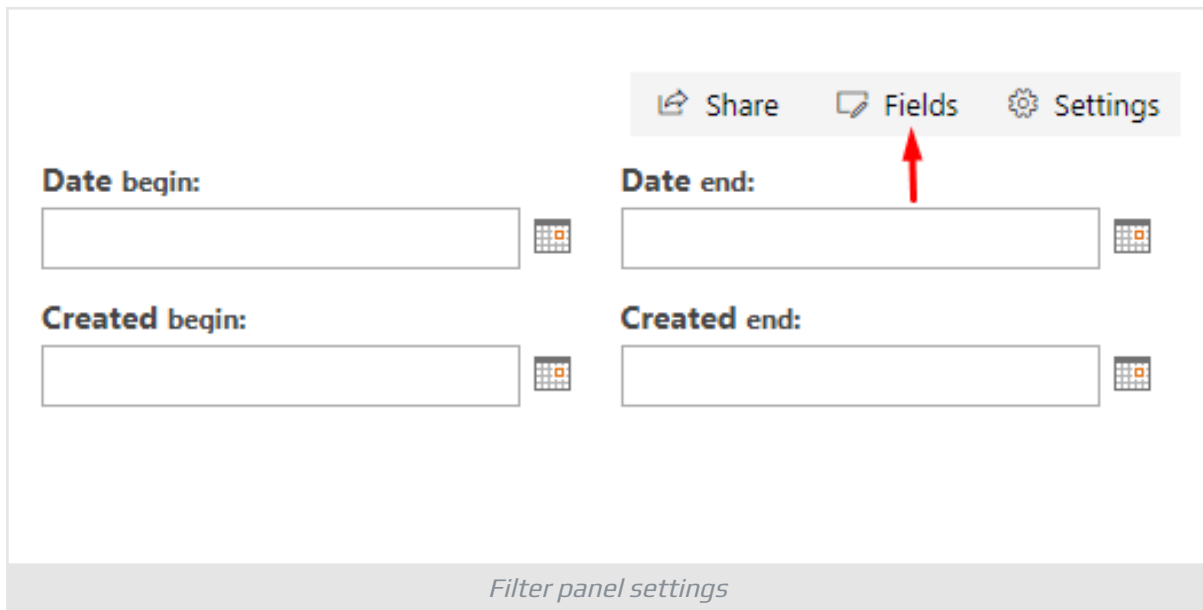 Share Fields Settings
Date begin: Date end:
Created begin: Created end:
Filter panel settings